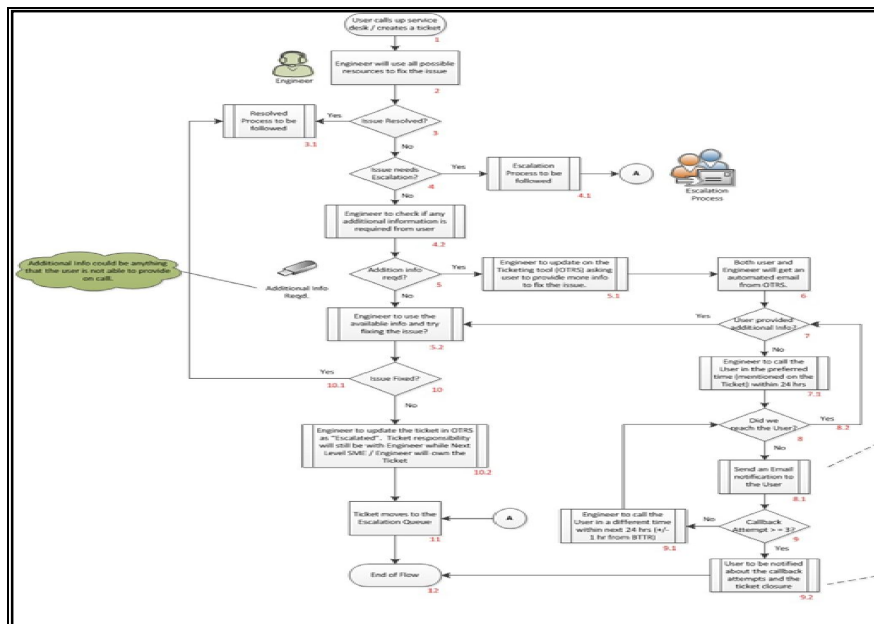 User calls up service
desk / creates a ticket
1
Engineer
Engineer will use all possible
resources to fix the issue
2
Resolved
Process to be
followed
3.1
Yes
Issue Resolved?
3
No
Issue needs
Escalation?
4
Yes
Escalation
Process to be
followed
4.1
A
Escalation
Process
No
Engineer to check if any
additional information is
required from user
4.2
Additional Info could be anything
that the user is not able to provide
on call.
Additional Info
Reqd.
Addition info
reqd?
5
Yes
Engineer to update on the
Ticketing tool (OTRS) asking
user to provide more info
to fix the issue.
5.1
Both user and
Engineer will get an
automated email
from OTRS.
6
No
Engineer to use the
available info and try
fixing the issue?
5.2
Yes
User provided
additional Info?
7
No
Engineer to call the
User in the preferred
time (mentioned on the
Ticket) within 24 hrs
7.3
Yes
10.1
Issue Fixed?
10
No
Did we
reach the User?
8
Yes
8.2
No
Engineer to update the ticket in OTRS
as "Escalated". Ticket responsibility
will still be with Engineer while Next
Level SME / Engineer will own the
Ticket
10.2
Send an Email
notification to
the User
8.1
Ticket moves to the
Escalation Queue
11
A
Engineer to call the
User in a different time
within next 24 hrs (+/-
1 hr from BTTR)
9.1
No
Callback
Attempt > = 3?
9
Yes
End of Flow
12
User to be notified
about the callback
attempts and the
ticket closure
9.2